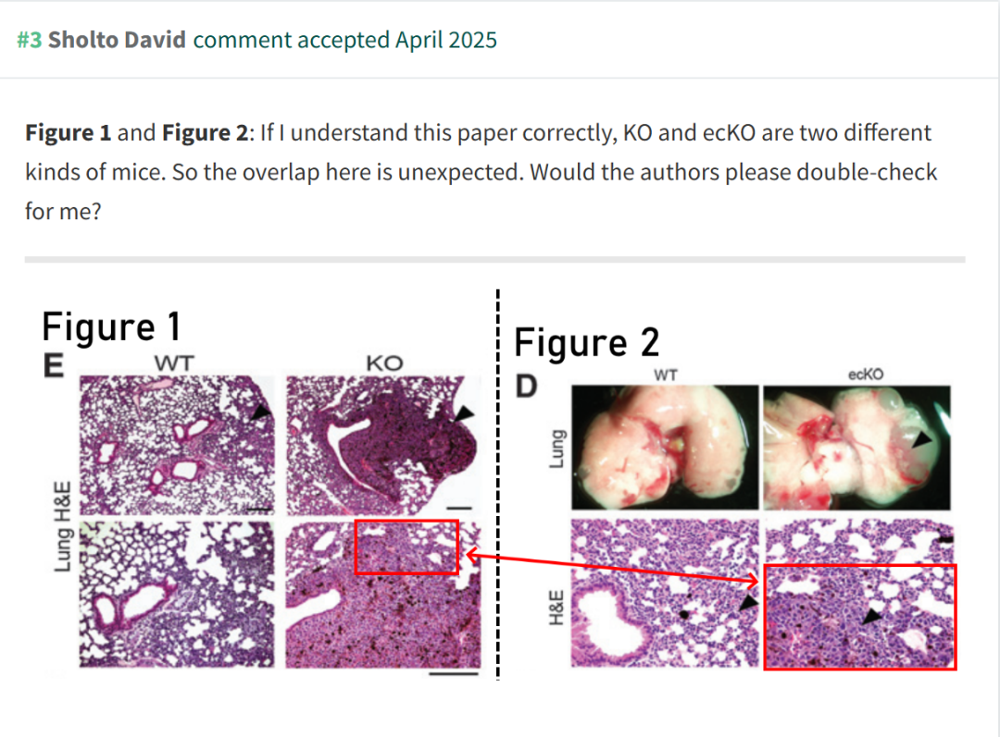 #3 Sholto David comment accepted April 2025
Figure 1 and Figure 2: If I understand this paper correctly, KO and ecKO are two different
kinds of mice. So the overlap here is unexpected. Would the authors please double-check
for me?
Figure 1
E
WT
KO
Lung H&E
Figure 2
D
WT
ecKO
Lung
H&E